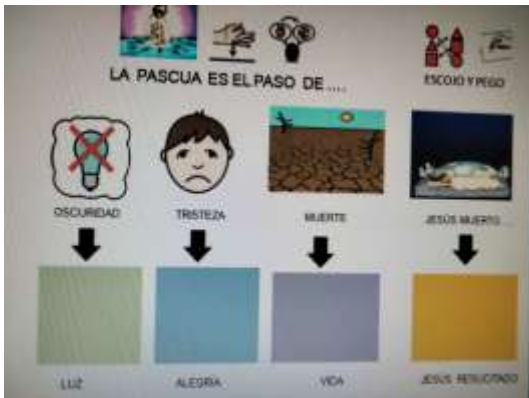 LA PASCUA ES EL PASO DE....
ESCOJO Y PEGO
OSCURIDAD
TRISTEZA
MUERTE
JESÚS MUERTO...
LUZ
ALEGRÍA
VIDA
JESÚS RESUCITADO